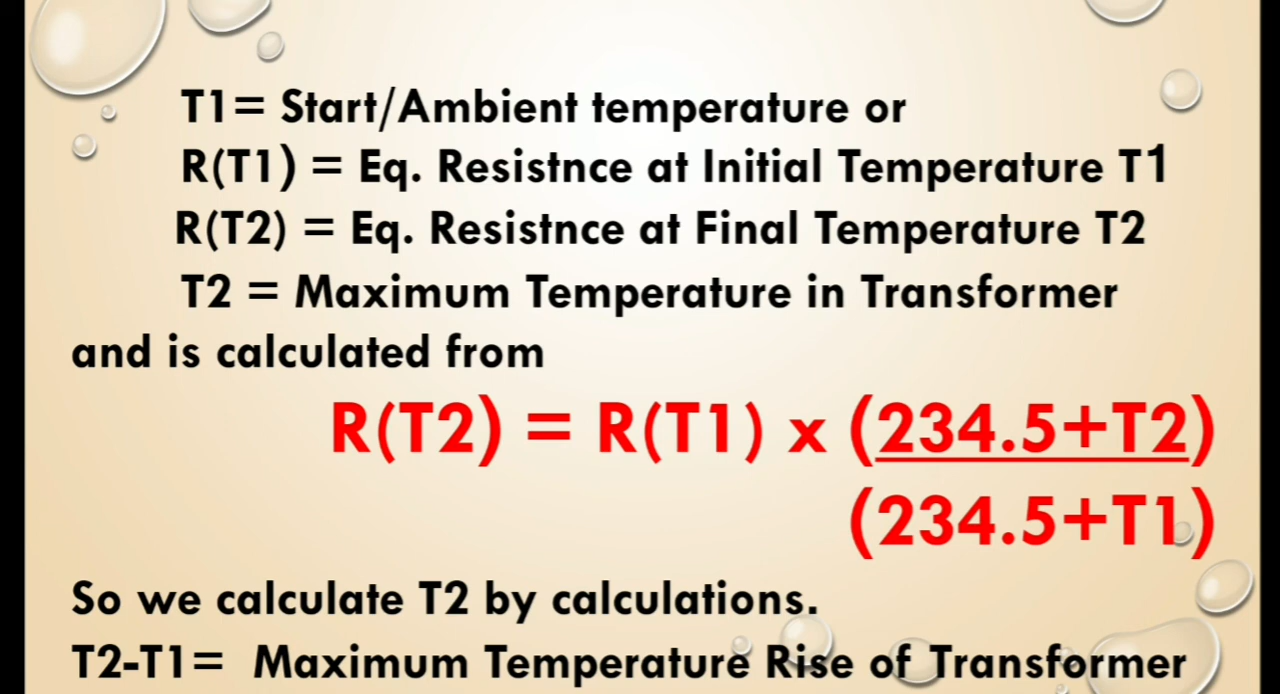 T1= Start/Ambient temperature or
R(T1) = Eq. Resistnce at Initial Temperature T1
R(T2) = Eq. Resistnce at Final Temperature T2
T2 = Maximum Temperature in Transformer
and is calculated from
R(T2) = R(T1) x (234.5+T2)
(234.5+T1)
So we calculate T2 by calculations.
T2-T1= Maximum Temperature Rise of Transformer